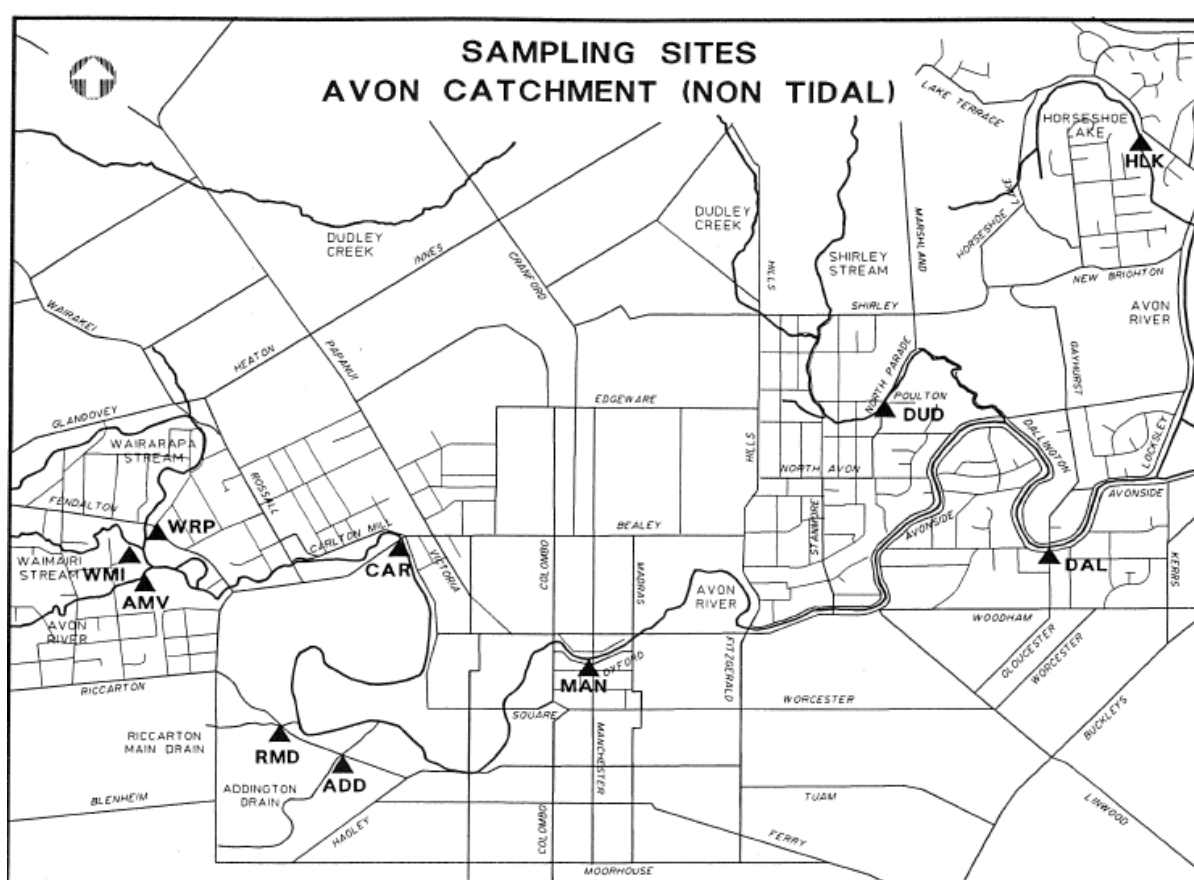 SAMPLING SITES
AVON CATCHMENT (NON TIDAL)
LAKE TERRACE
HORSESHOE
LAKE
HLK
DUDLEY
CREEK
INNES
CRANFORD
DUDLEY
CREEK
HILLS
SHIRLEY
STREAM
MARSHLAND
HORSESHOE
LAKE
NEW BRIGHTON
SHIRLEY
AVON
RIVER
WAIRAKEI
HEATON
PAPANUI
GLANDOVEY
EDGEWARE
NORTH PARADE
POULTON
DUD
GAYHURST
DALLINGTON
LOCKSLEY
WAIRARAPA
STREAM
ROSSALL
HILLS
NORTH AVON
FENDALTON
WRP
CARLTON MILL
BEALEY
STANMORE
AVONSIDE
AVONSIDE
WAIMAIRI
STREAM
WMI
AMV
CAR
VICTORIA
COLOMBO
MADRAS
AVON
RIVER
DAL
KERRS
AVON
RIVER
WOODHAM
RICCARTON
MAN
OXFORD
FITZGERALD
GLOUCESTER
WORCESTER
WORCESTER
SQUARE
BUCKLEYS
RICCARTON
MAIN DRAIN
RMD
ADD
MANCHESTER
ADDINGTON
DRAIN
BLENHEIM
HAGLEY
COLOMBO
TUAM
FERRY
LINWOOD
MOORHOUSE